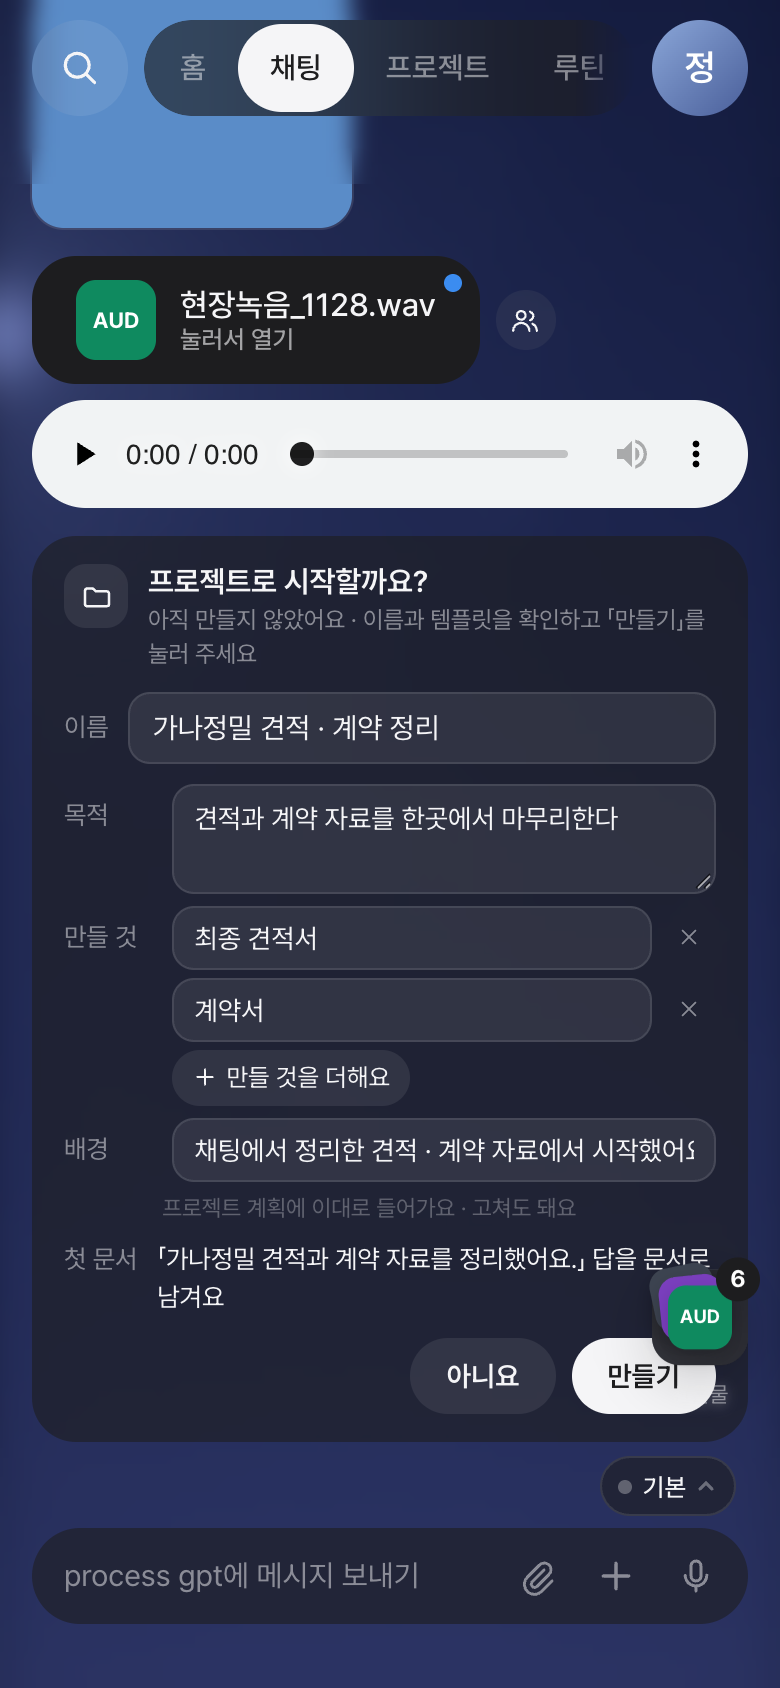 홈
채팅
프로젝트
루틴
정
AUD
현장녹음_1128.wav
눌러서 열기
0:00 / 0:00
프로젝트로 시작할까요?
아직 만들지 않았어요 · 이름과 템플릿을 확인하고 「만들기」를
눌러 주세요
이름
가나정밀 견적 · 계약 정리
목적
견적과 계약 자료를 한곳에서 마무리한다
만들 것
최종 견적서
계약서
만들 것을 더해요
배경
채팅에서 정리한 견적 · 계약 자료에서 시작했어요
프로젝트 계획에 이대로 들어가요 · 고쳐도 돼요
첫 문서
「가나정밀 견적과 계약 자료를 정리했어요.」 답을 문서로
남겨요
6
AUD
아니요
만들기
기본
process gpt에 메시지 보내기